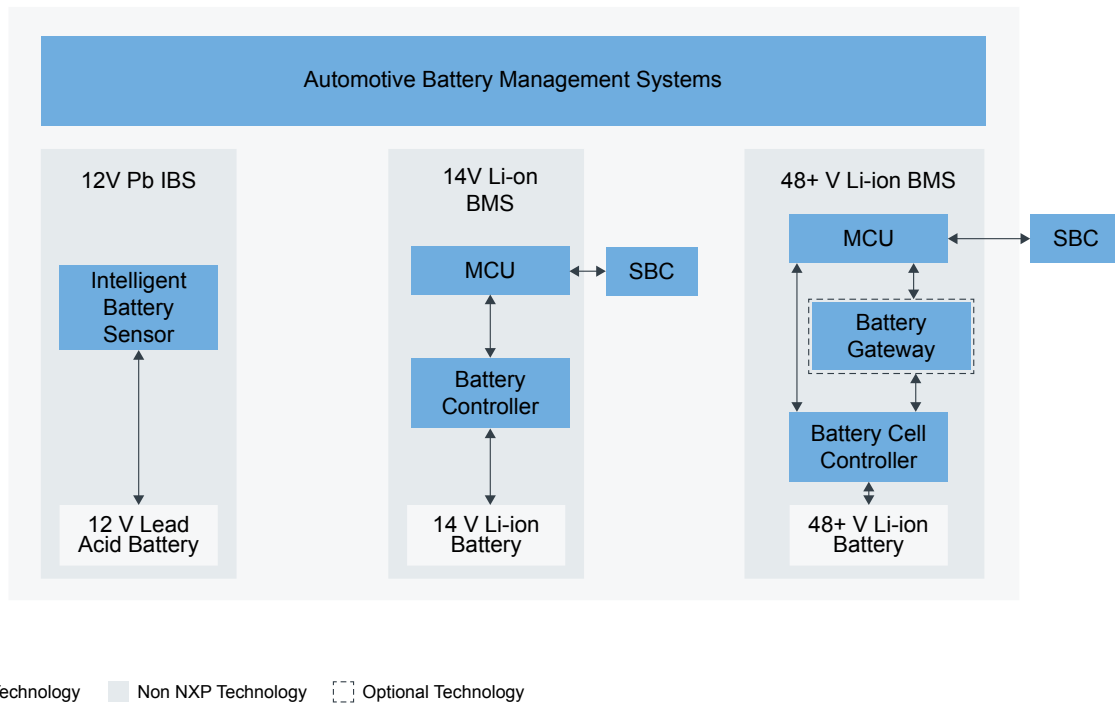 Automotive Battery Management Systems
12V Pb IBS
Intelligent
Battery
Sensor
12 V Lead
Acid Battery
14V Li-on
BMS
MCU
SBC
Battery
Controller
14 V Li-ion
Battery
48+ V Li-ion BMS
MCU
SBC
Battery
Gateway
Battery Cell
Controller
48+ V Li-ion
Battery
echnology
Non NXP Technology
Optional Technology